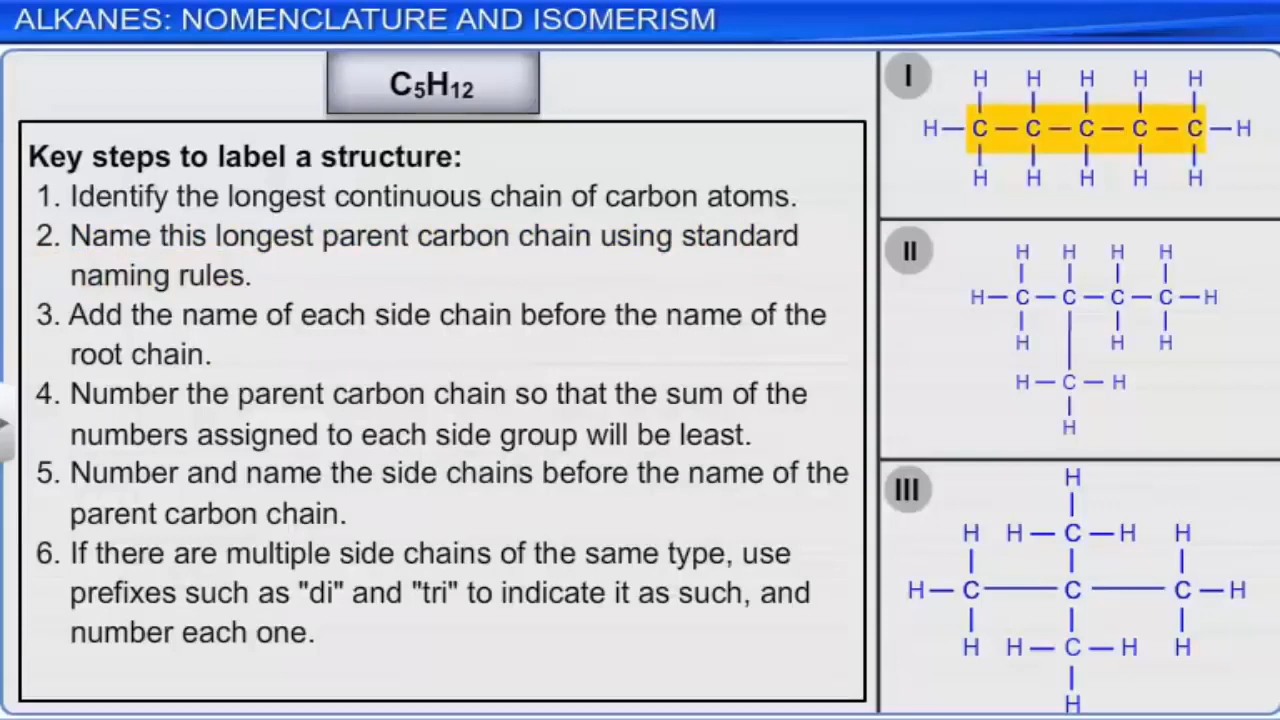 ALKANES: NOMENCLATURE AND ISOMERISM
C₅H₁₂
Key steps to label a structure:
1. Identify the longest continuous chain of carbon atoms.
2. Name this longest parent carbon chain using standard
naming rules.
3. Add the name of each side chain before the name of the
root chain.
4. Number the parent carbon chain so that the sum of the
numbers assigned to each side group will be least.
5. Number and name the side chains before the name of the
parent carbon chain.
6. If there are multiple side chains of the same type, use
prefixes such as "di" and "tri" to indicate it as such, and
number each one.
I
H H H H H
H — C — C — C — C — C — H
H H H H H
II
H H H H
H — C — C — C — C — H
H H H
H — C — H
H
III
H
H H — C — H H
H — C — C — C — H
H H — C — H H
H